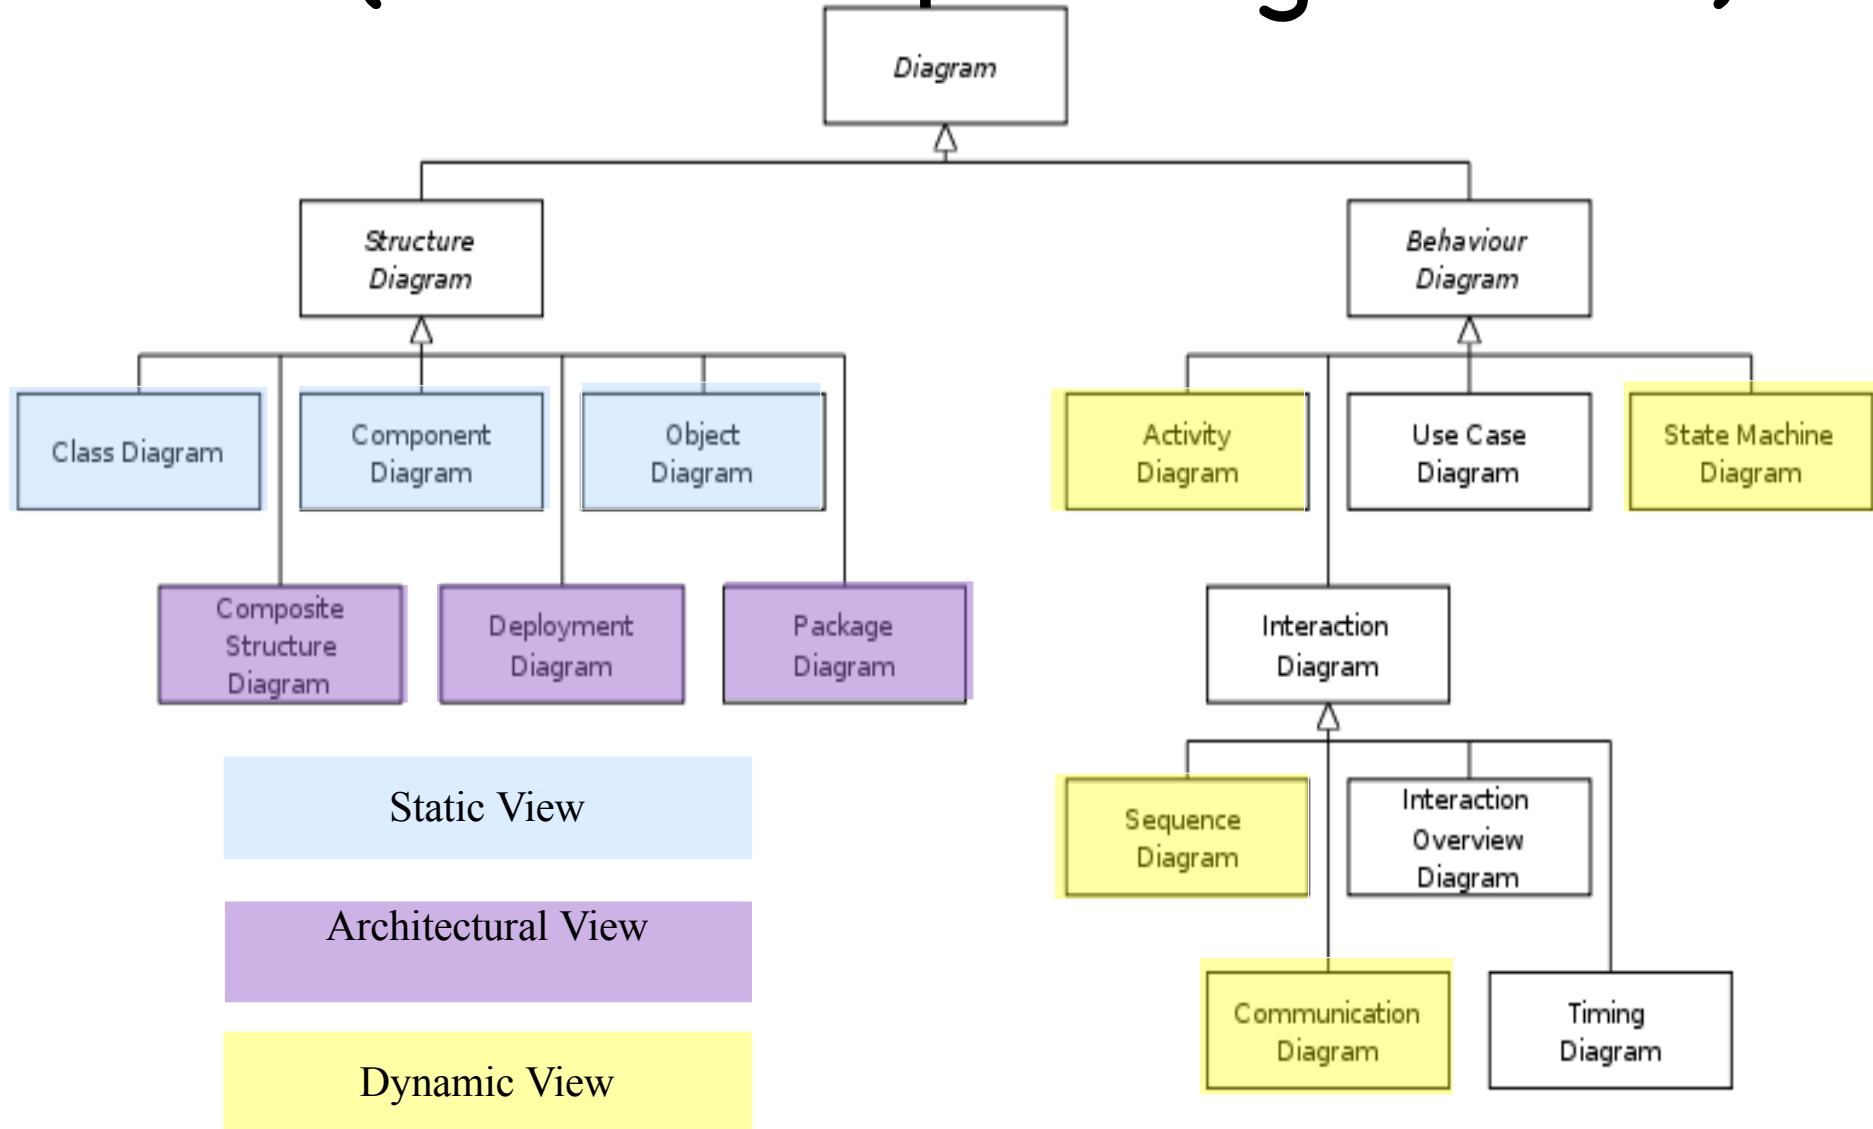 Diagram
Structure
Diagram
Behaviour
Diagram
Class Diagram
Component
Diagram
Object
Diagram
Activity
Diagram
Use Case
Diagram
State Machine
Diagram
Composite
Structure
Diagram
Deployment
Diagram
Package
Diagram
Interaction
Diagram
Static View
Sequence
Diagram
Interaction
Overview
Diagram
Architectural View
Communication
Diagram
Timing
Diagram
Dynamic View